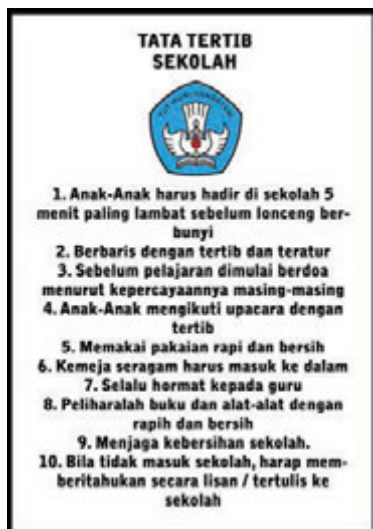 TATA TERTIB
SEKOLAH
TUT WURI HANDAYANI
1. Anak-Anak harus hadir di sekolah 5
menit paling lambat sebelum lonceng ber-
bunyi
2. Berbaris dengan tertib dan teratur
3. Sebelum pelajaran dimulai berdoa
menurut kepercayaannya masing-masing
4. Anak-Anak mengikuti upacara dengan
tertib
5. Memakai pakaian rapi dan bersih
6. Kemeja seragam harus masuk ke dalam
7. Selalu hormat kepada guru
8. Peliharalah buku dan alat-alat dengan
rapih dan bersih
9. Menjaga kebersihan sekolah.
10. Bila tidak masuk sekolah, harap mem-
beritahukan secara lisan / tertulis ke
sekolah